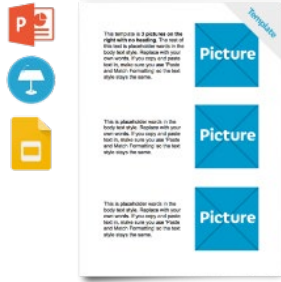 P
Template
This template is 3 pictures on the
right with no heading. The rest of
this text is placeholder words in the
body text style. Replace with your
own words. If you copy and paste
text in, make sure you use 'Paste
and Match Formatting' so the text
style stays the same.
Picture
This is placeholder words in the
body text style. Replace with your
own words. If you copy and paste
text in, make sure you use 'Paste
and Match Formatting' so the text
style stays the same.
Picture
This is placeholder words in the
body text style. Replace with your
own words. If you copy and paste
text in, make sure you use 'Paste
and Match Formatting' so the text
style stays the same.
Picture